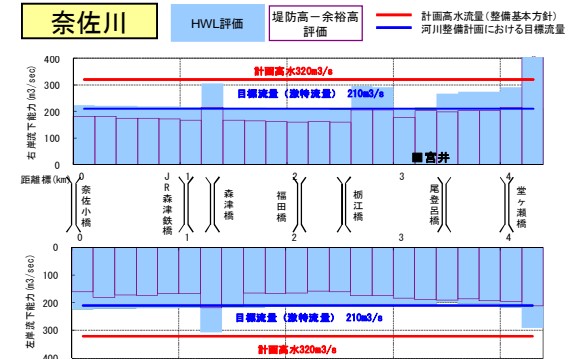 奈佐川
HWL評価
堤防高－余裕高
評価
計画高水流量(整備基本方針)
河川整備計画における目標流量
右岸流下能力(m3/sec)
400
300
200
100
0
計画高水320m3/s
目標流量（激特流量） 210m3/s
■宮井
距離標(km)
0
1
2
3
4
奈佐小橋
JR森津鉄橋
森津橋
福田橋
栃江橋
尾登呂橋
堂ヶ瀬橋
0
1
2
3
4
左岸流下能力(m3/sec)
0
100
200
300
400
目標流量（激特流量） 210m3/s
計画高水320m3/s